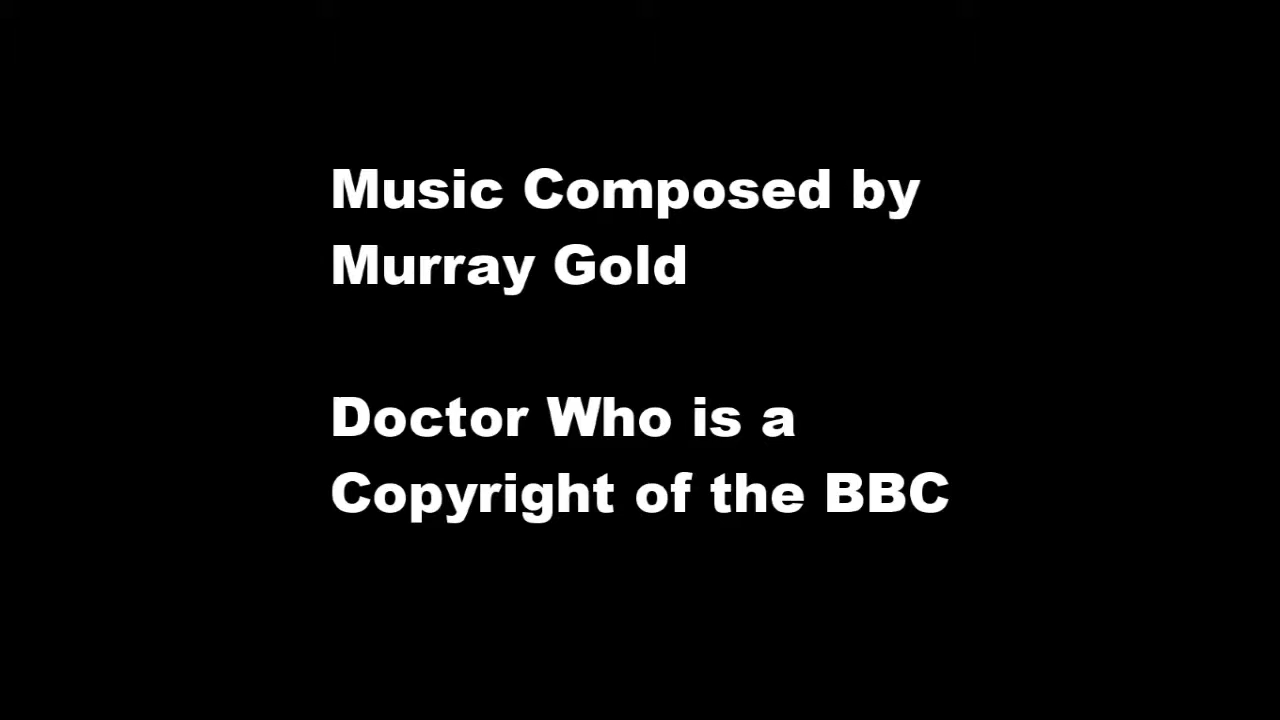 Music Composed by
Murray Gold
Doctor Who is a
Copyright of the BBC